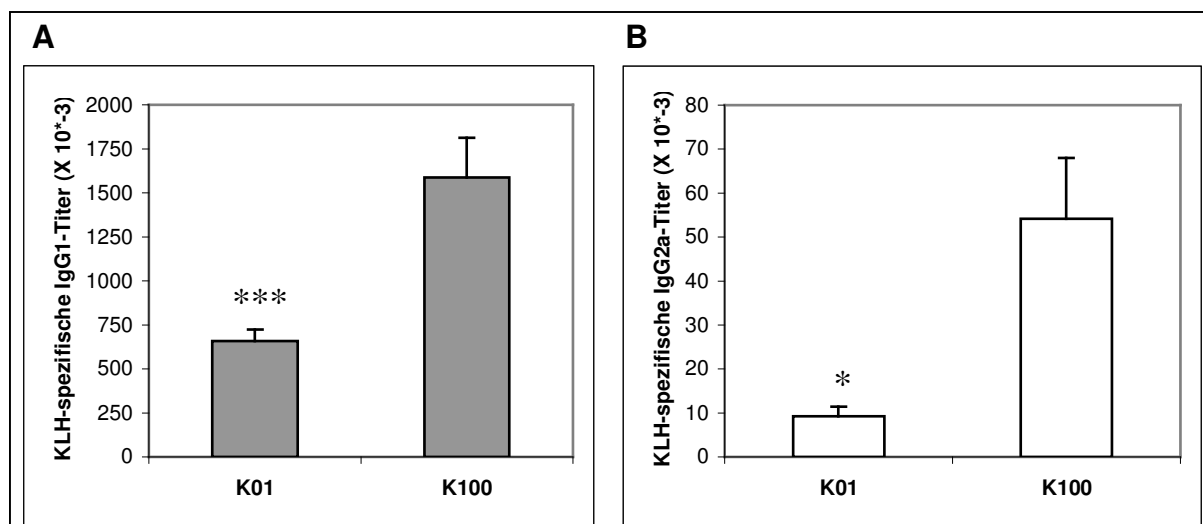 A
KLH-spezifische IgG1-Titer (X 10*-3)
2000
1750
1500
1250
1000
750
500
250
0
***
K01
K100
B
KLH-spezifische IgG2a-Titer (X 10*-3)
80
70
60
50
40
30
20
10
0
*
K01
K100